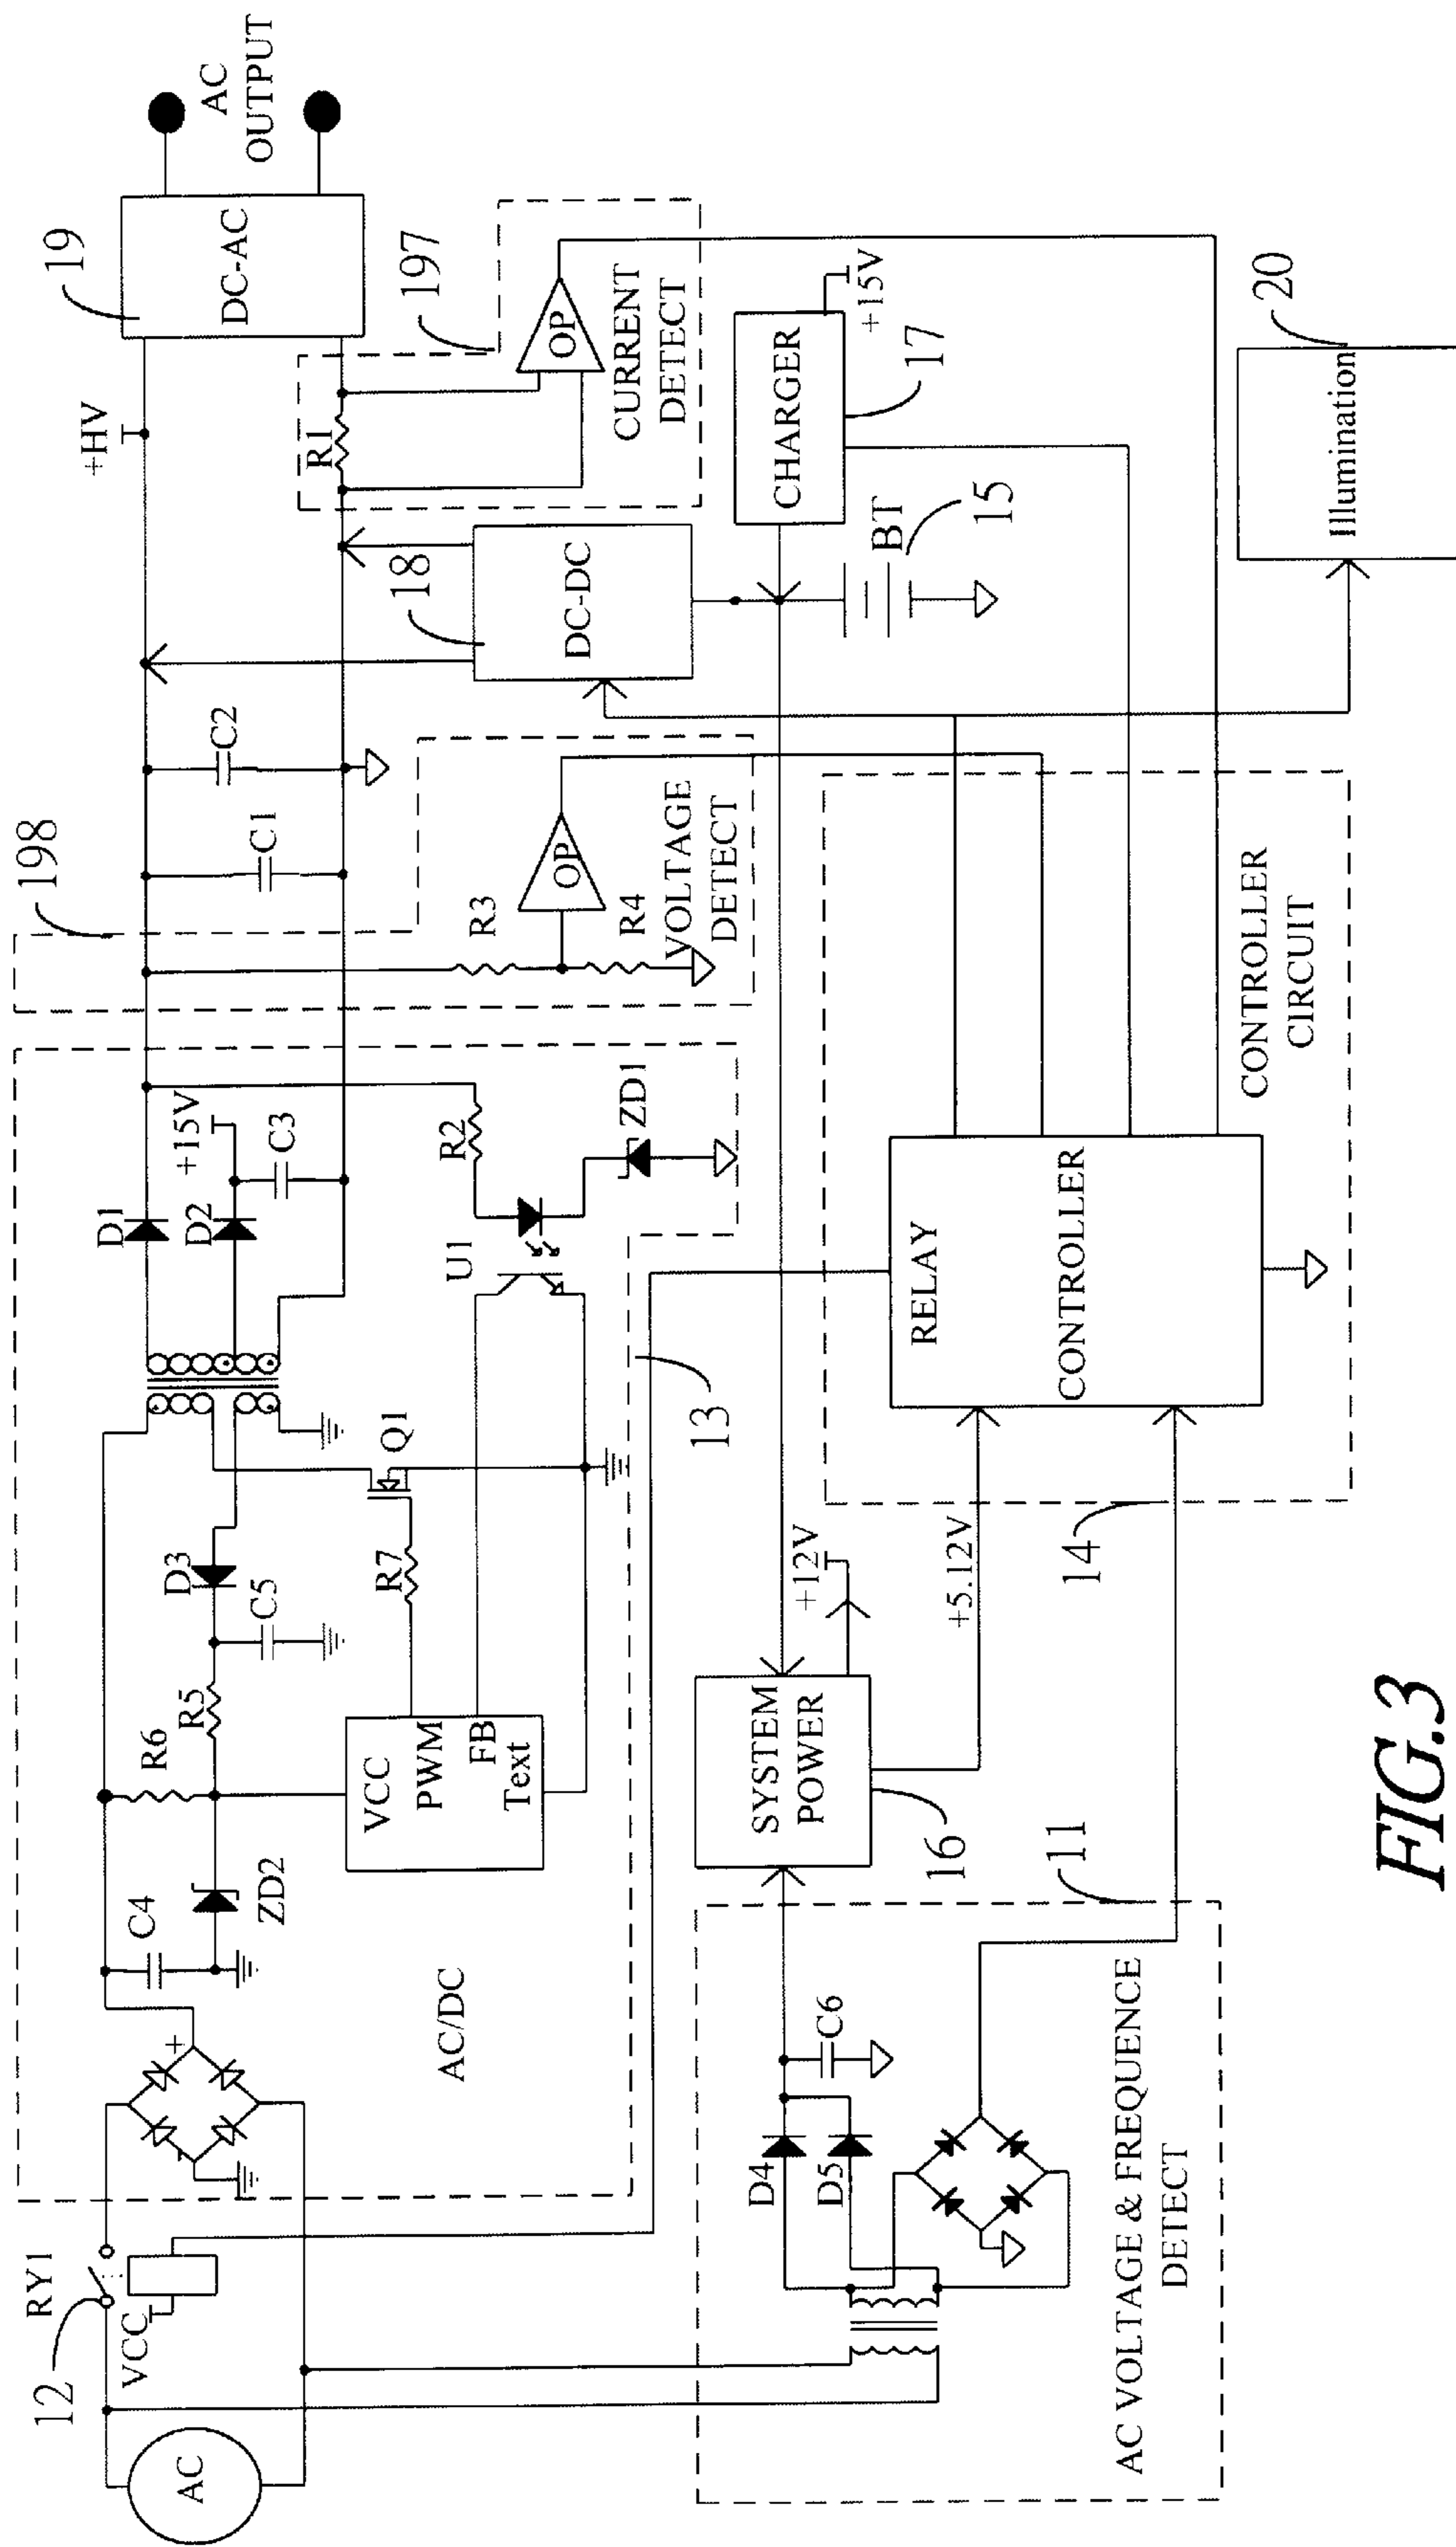 12
RY1
VCC
AC
C4
ZD2
R6
R5
D3
C5
+
AC/DC
VCC
PWM
FB
Text
R7
Q1
U1
D1
D2
+15V
C3
R2
ZD1
13
198
C1
C2
R3
R4
OP
VOLTAGE
DETECT
+HV
19
DC-AC
AC
OUTPUT
R1
197
OP
CURRENT
DETECT
18
DC-DC
CHARGER
+15V
17
BT
15
20
Illumination
SYSTEM
POWER
16
+12V
+5.12V
RELAY
CONTROLLER
CONTROLLER
CIRCUIT
14
11
D4
D5
C6
AC VOLTAGE & FREQUENCE
DETECT
FIG.3